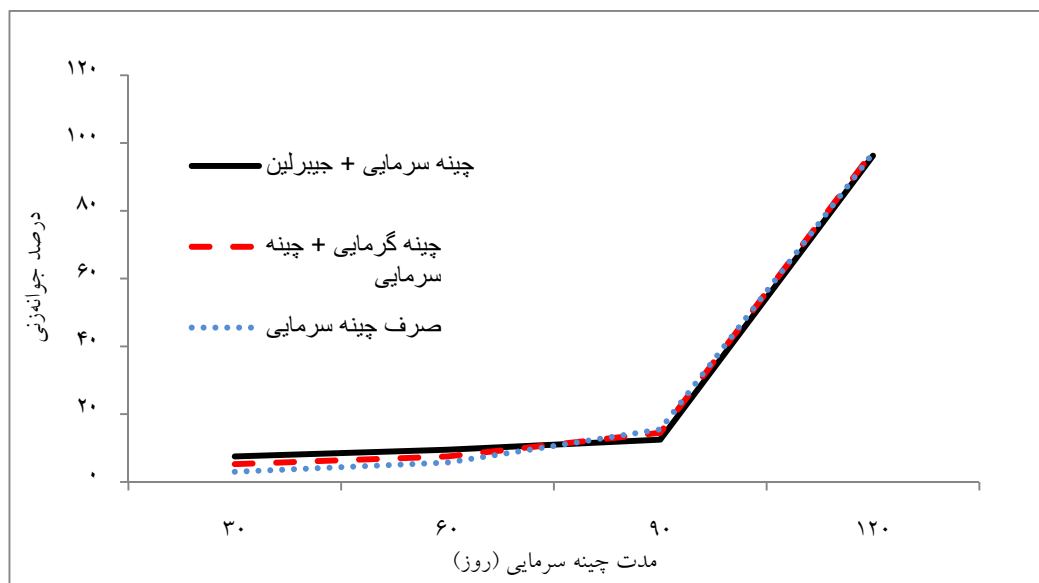 ۱۲۰
۱۰۰
۸۰
۶۰
۴۰
۲۰
۰
درصد جوانه‌زنی
چینه سرمایی + جیبرلین
چینه گرمایی + چینه
سرمایی
صرف چینه سرمایی
۳۰ ۶۰ ۹۰ ۱۲۰
مدت چینه سرمایی (روز)